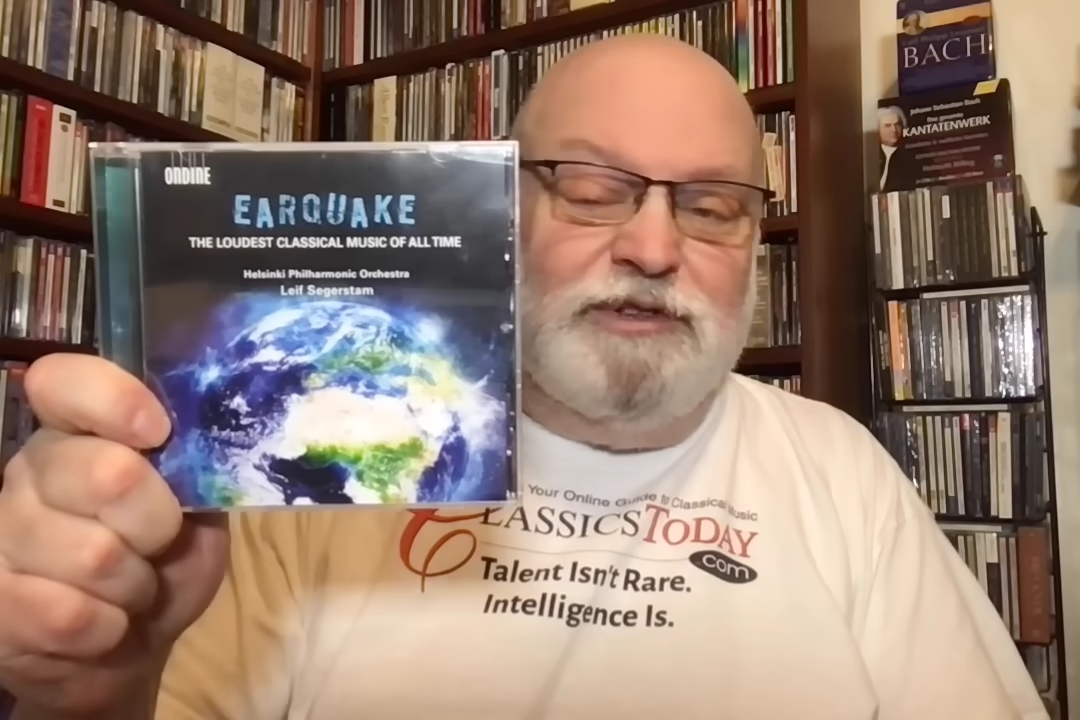 ONDINE
EARQUAKE
THE LOUDEST CLASSICAL MUSIC OF ALL TIME
Helsinki Philharmonic Orchestra
Leif Segerstam
BACH
Johann Sebastian Bach
KANTATENWERK
Your Online Guide to Classical Music
CLASSICSTODAY
.com
Talent Isn't Rare.
Intelligence Is.